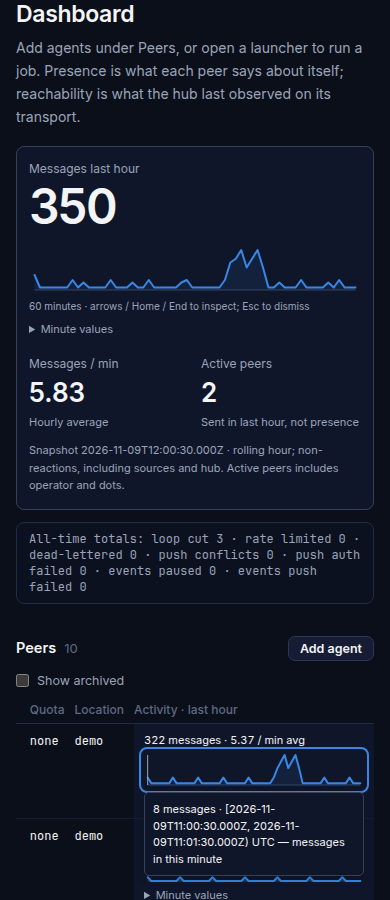 Dashboard
Add agents under Peers, or open a launcher to run a
job. Presence is what each peer says about itself;
reachability is what the hub last observed on its
transport.
Messages last hour
350
60 minutes · arrows / Home / End to inspect; Esc to dismiss
▶ Minute values
Messages / min
5.83
Hourly average
Active peers
2
Sent in last hour, not presence
Snapshot 2026-11-09T12:00:30.000Z · rolling hour; non-
reactions, including sources and hub. Active peers includes
operator and dots.
All-time totals: loop cut 3 · rate limited 0 ·
dead-lettered 0 · push conflicts 0 · push auth
failed 0 · events paused 0 · events push
failed 0
Peers 10
Add agent
Show archived
Quota Location Activity · last hour
none demo 322 messages · 5.37 / min avg
8 messages · [2026-11-
09T11:00:30.000Z, 2026-11-
09T11:01:30.000Z) UTC — messages
in this minute
none demo
▶ Minute values